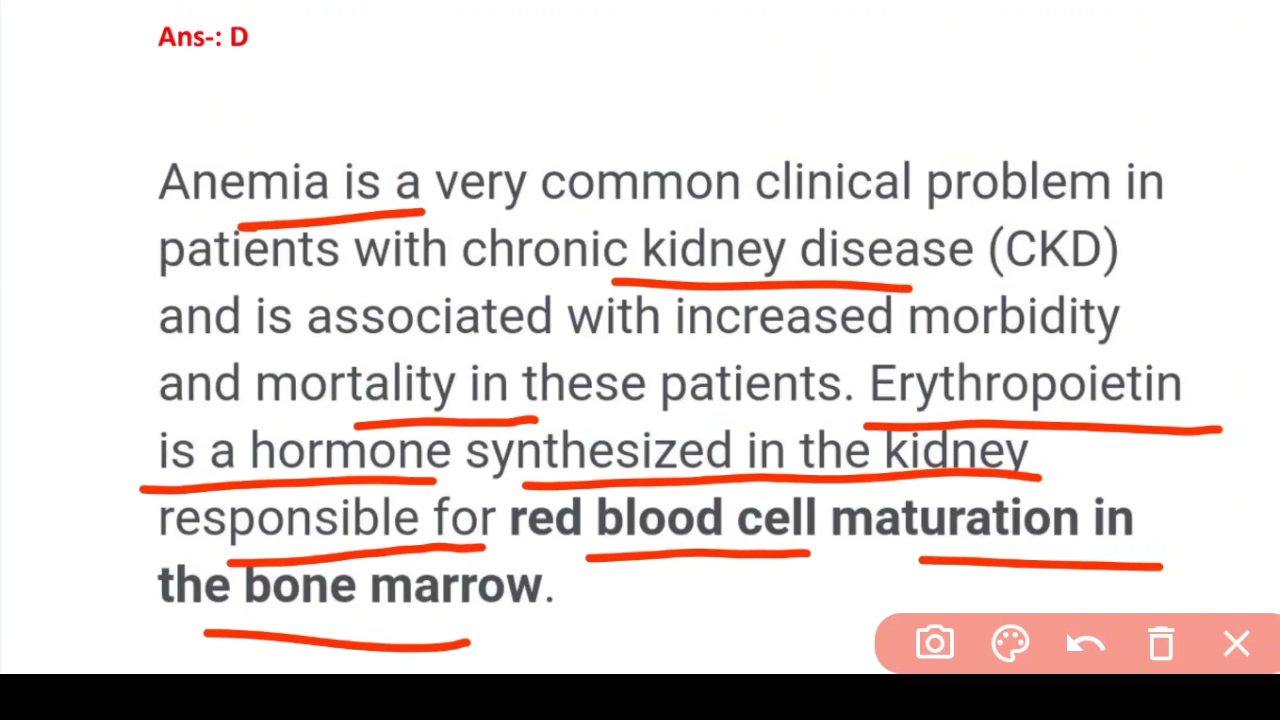 Ans-: D
Anemia is a very common clinical problem in
patients with chronic kidney disease (CKD)
and is associated with increased morbidity
and mortality in these patients. Erythropoietin
is a hormone synthesized in the kidney
responsible for red blood cell maturation in
the bone marrow.